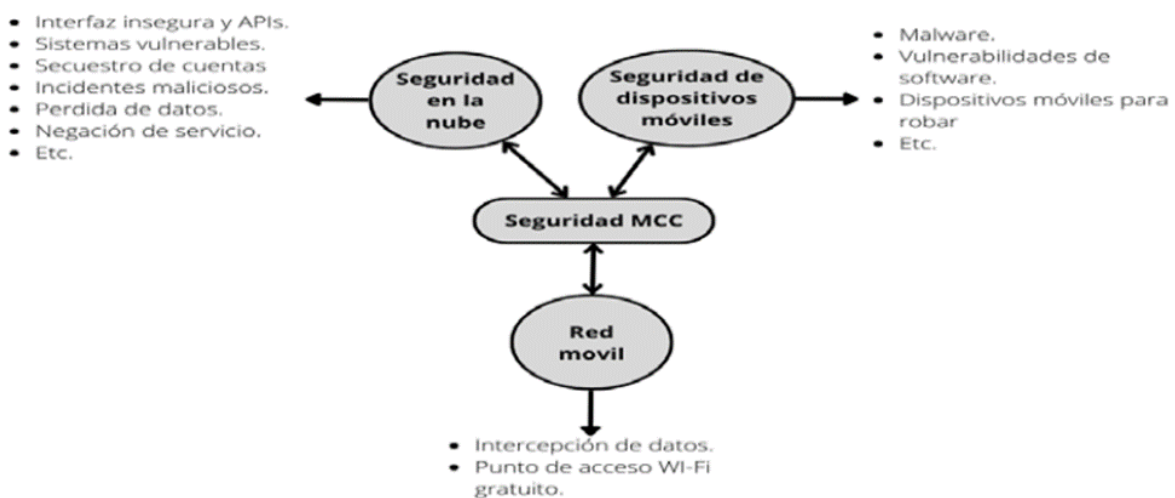 Interfaz insegura y APIs.
Sistemas vulnerables.
Secuestro de cuentas
Incidentes maliciosos.
Perdida de datos.
Negación de servicio.
Etc.
Seguridad
en la
nube
Seguridad de
dispositivos
móviles
Malware.
Vulnerabilidades de
software.
Dispositivos móviles para
robar
Etc.
Seguridad MCC
Red
movil
Intercepción de datos.
Punto de acceso WI-Fi
gratuito.